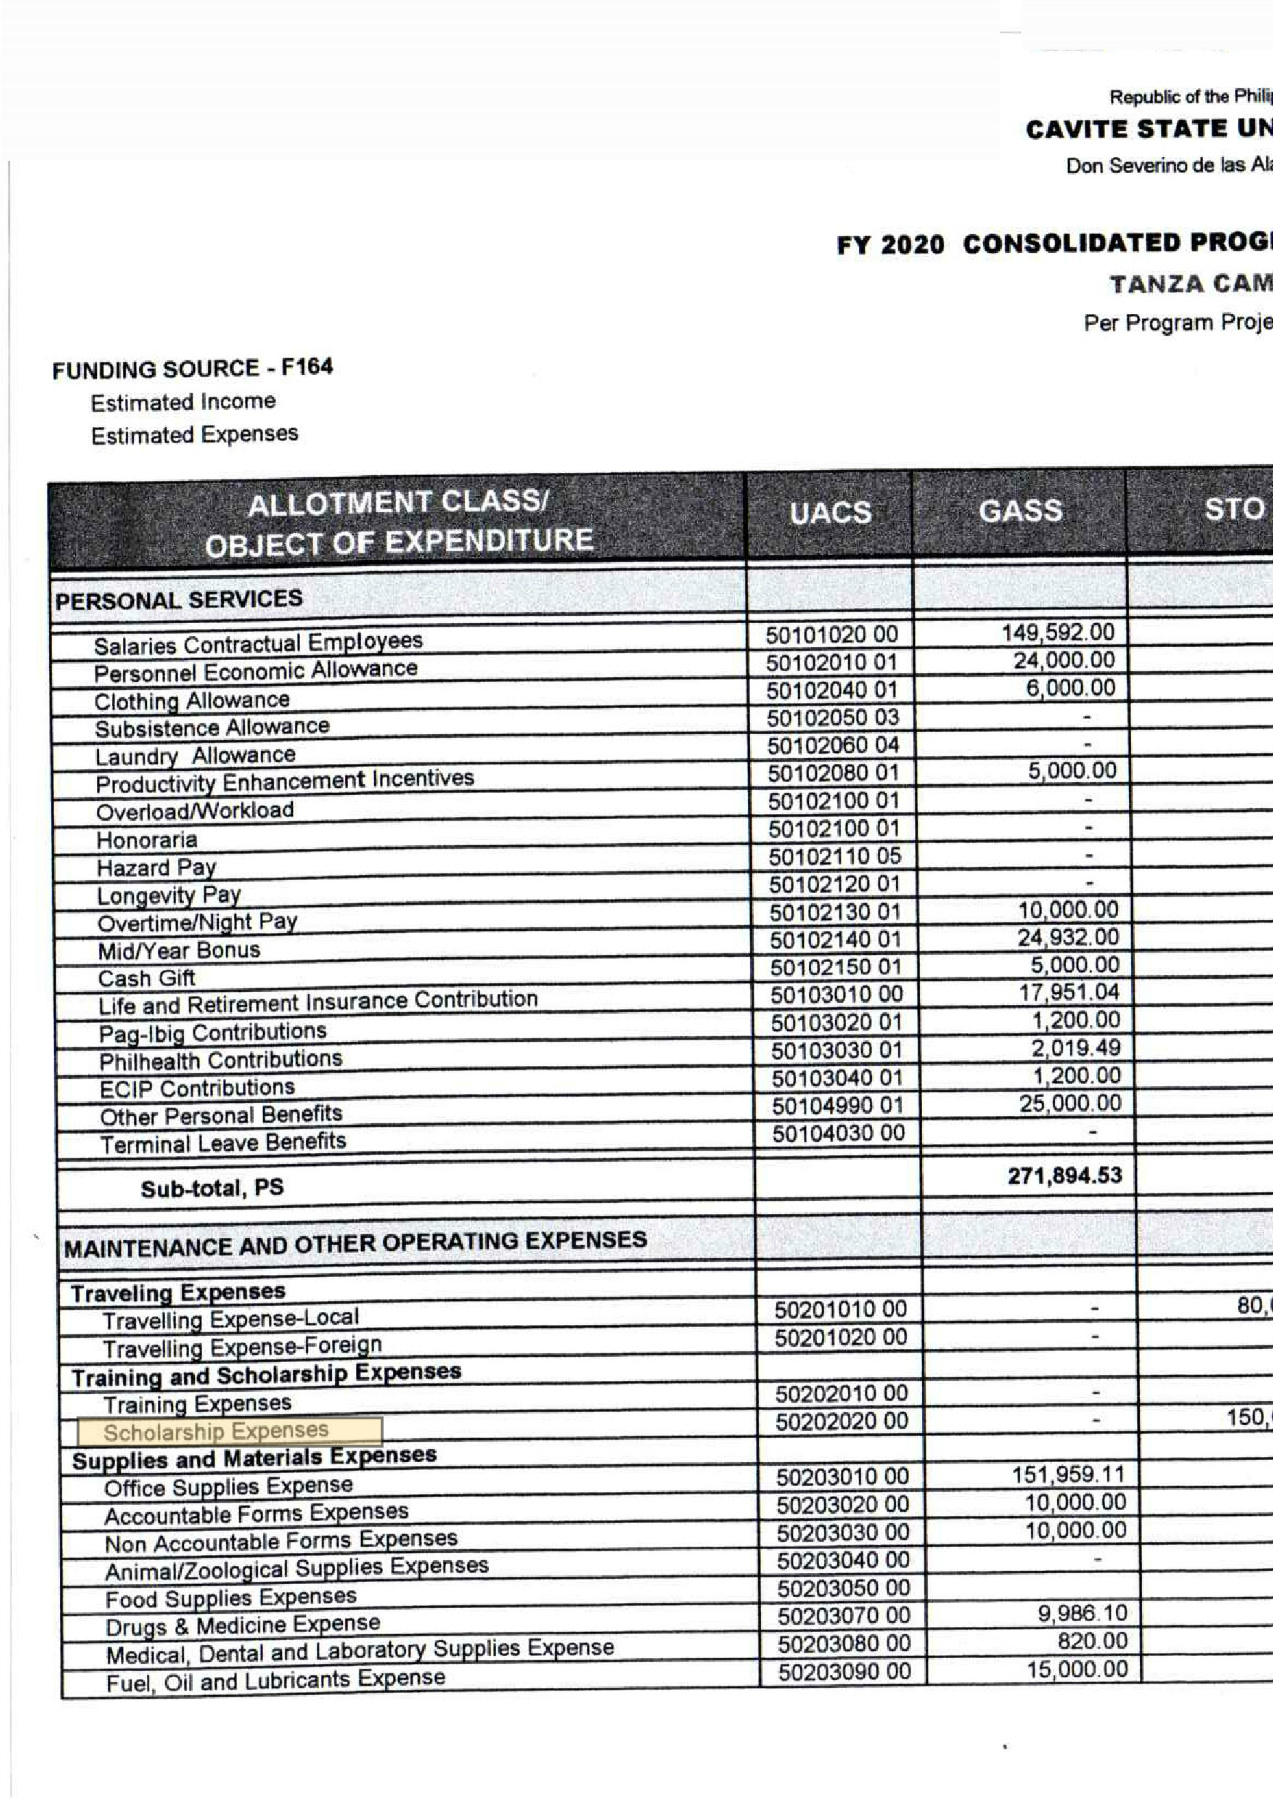 Republic of the Phili
CAVITE STATE UN
Don Severino de las Ala
FY 2020 CONSOLIDATED PROG
TANZA CAM
Per Program Proje
FUNDING SOURCE - F164
Estimated Income
Estimated Expenses
ALLOTMENT CLASS/ OBJECT OF EXPENDITURE UACS GASS STO
PERSONAL SERVICES
Salaries Contractual Employees 50101020 00 149,592.00
Personnel Economic Allowance 50102010 01 24,000.00
Clothing Allowance 50102040 01 6,000.00
Subsistence Allowance 50102050 03 -
Laundry Allowance 50102060 04 -
Productivity Enhancement Incentives 50102080 01 5,000.00
Overload/Workload 50102100 01 -
Honoraria 50102100 01 -
Hazard Pay 50102110 05 -
Longevity Pay 50102120 01 -
Overtime/Night Pay 50102130 01 10,000.00
Mid/Year Bonus 50102140 01 24,932.00
Cash Gift 50102150 01 5,000.00
Life and Retirement Insurance Contribution 50103010 00 17,951.04
Pag-Ibig Contributions 50103020 01 1,200.00
Philhealth Contributions 50103030 01 2,019.49
ECIP Contributions 50103040 01 1,200.00
Other Personal Benefits 50104990 01 25,000.00
Terminal Leave Benefits 50104030 00 -
Sub-total, PS 271,894.53
MAINTENANCE AND OTHER OPERATING EXPENSES
Traveling Expenses
Travelling Expense-Local 50201010 00 - 80,
Travelling Expense-Foreign 50201020 00 -
Training and Scholarship Expenses
Training Expenses 50202010 00 -
Scholarship Expenses 50202020 00 - 150,
Supplies and Materials Expenses
Office Supplies Expense 50203010 00 151,959.11
Accountable Forms Expenses 50203020 00 10,000.00
Non Accountable Forms Expenses 50203030 00 10,000.00
Animal/Zoological Supplies Expenses 50203040 00 -
Food Supplies Expenses 50203050 00
Drugs & Medicine Expense 50203070 00 9,986.10
Medical, Dental and Laboratory Supplies Expense 50203080 00 820.00
Fuel, Oil and Lubricants Expense 50203090 00 15,000.00